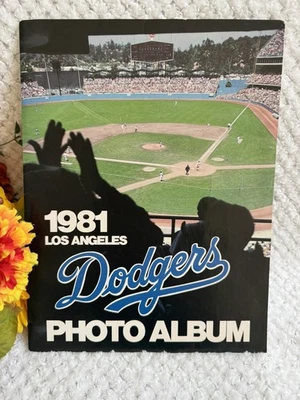 1981
LOS ANGELES
Dodgers
PHOTO ALBUM